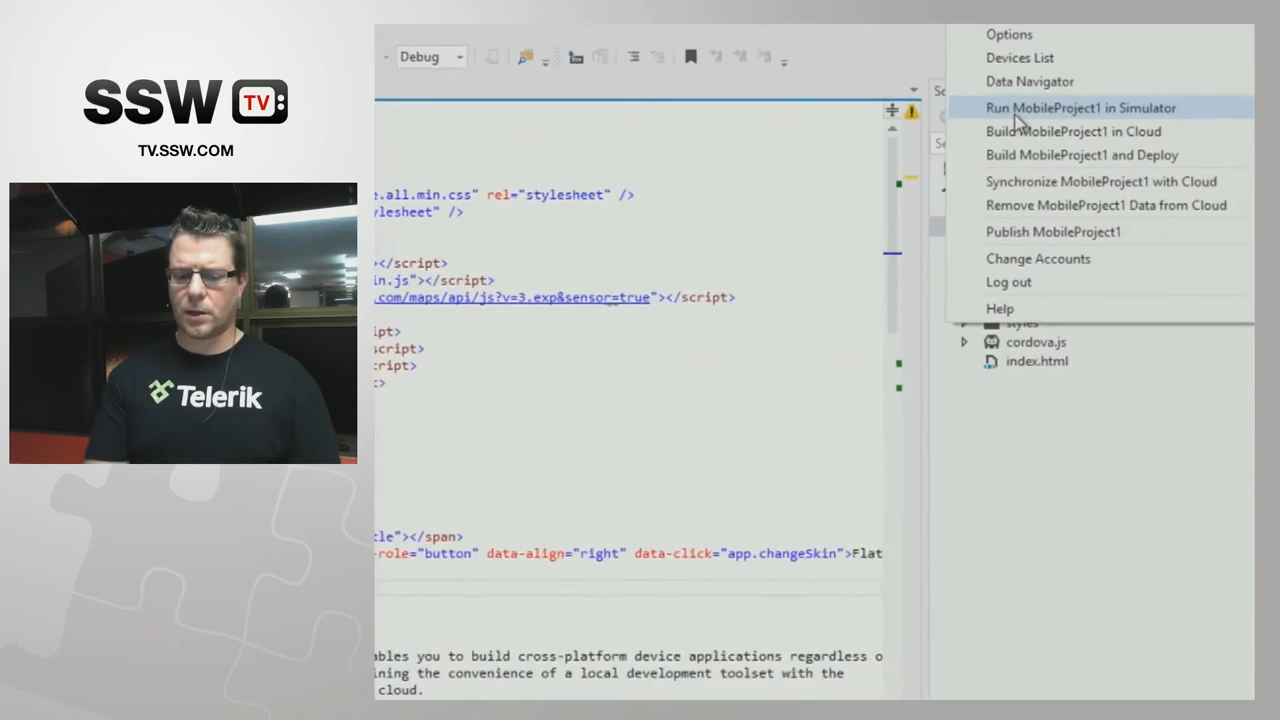 SSW TV
TV.SSW.COM
Telerik
Debug
e.all.min.css" rel="stylesheet" />
ylesheet" />
></script>
in.js"></script>
.com/maps/api/js?v=3.exp&sensor=true"></script>
ipt>
script>
cript>
t>
tle"></span>
-role="button" data-align="right" data-click="app.changeSkin">Flat
ables you to build cross-platform device applications regardless o
ining the convenience of a local development toolset with the
cloud.
So
Se
Options
Devices List
Data Navigator
Run MobileProject1 in Simulator
Build MobileProject1 in Cloud
Build MobileProject1 and Deploy
Synchronize MobileProject1 with Cloud
Remove MobileProject1 Data from Cloud
Publish MobileProject1
Change Accounts
Log out
Help
styles
cordova.js
index.html